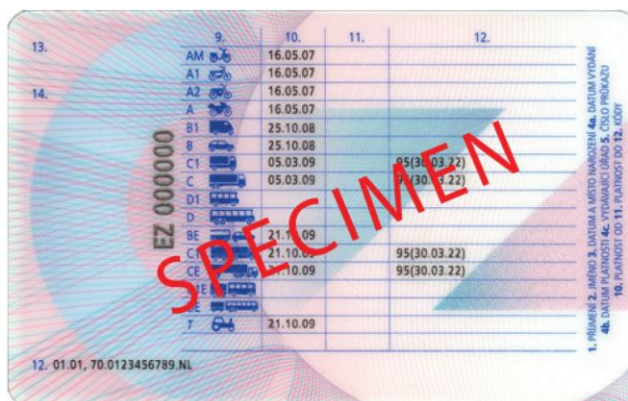 13.
14.
9. 10. 11. 12.
AM 16.05.07
A1 16.05.07
A2 16.05.07
A 16.05.07
B1 25.10.08
B 25.10.08
C1 05.03.09 95(30.03.22)
C 05.03.09 95(30.03.22)
D1
D
BE 21.10.09
C1E 21.10.09 95(30.03.22)
CE 21.10.09 95(30.03.22)
D1E
DE
T 21.10.09
12. 01.01, 70.0123456789.NL
EZ 000000
SPECIMEN
1. PŘÍJMENÍ 2. JMÉNO 3. DATUM A MÍSTO NAROZENÍ 4a. DATUM VYDÁNÍ
4b. DATUM PLATNOSTI 4c. VYDÁVAJÍCÍ ÚŘAD 5. ČÍSLO PRŮKAZU
10. PLATNOST OD 11. PLATNOST DO 12. KÓDY